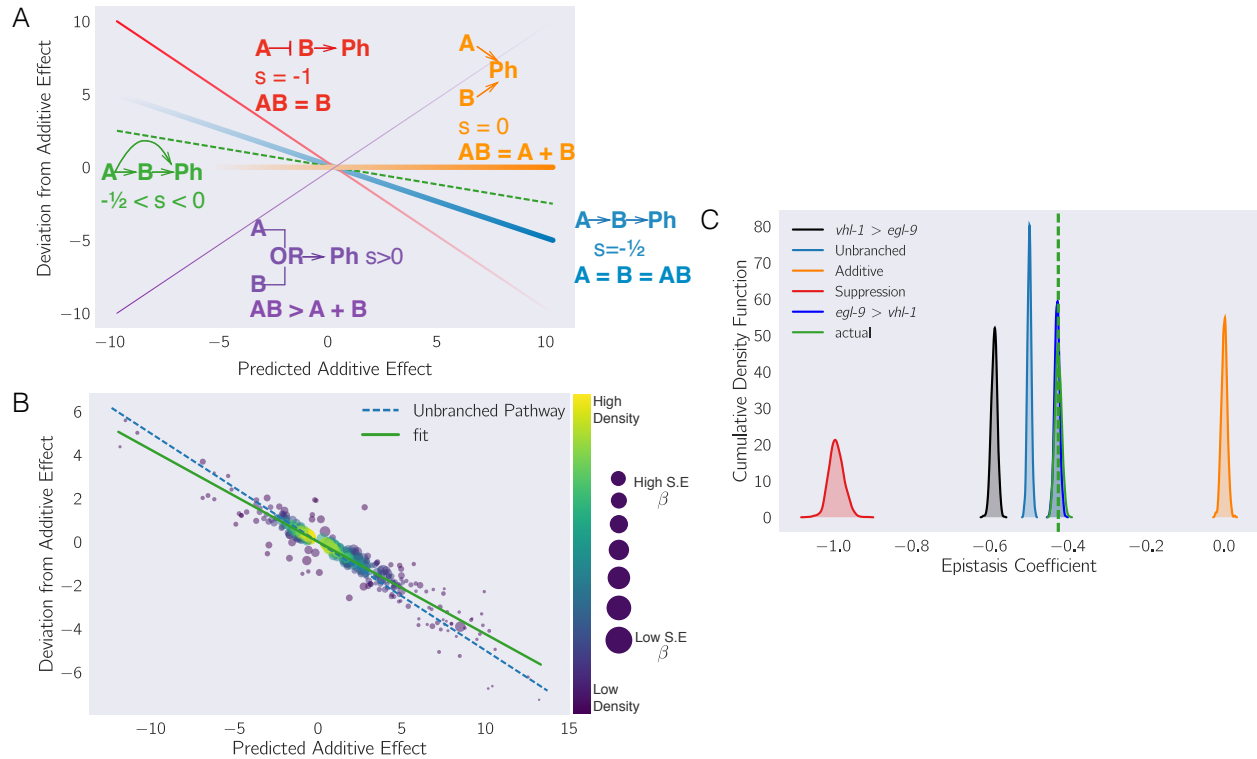 A
Deviation from Additive Effect
10
5
0
−5
−10
−10
−5
0
5
10
Predicted Additive Effect
A B Ph
s = -1
AB = B
A
Ph
B
s = 0
AB = A + B
A B Ph
-½ < s < 0
A
OR Ph s>0
B
AB > A + B
A B Ph
s=-½
A = B = AB
B
Deviation from Additive Effect
6
4
2
0
−2
−4
−6
−10
−5
0
5
10
15
Predicted Additive Effect
Unbranched Pathway
fit
High
Density
Low
Density
High S.E
β
Low S.E
β
C
Cumulative Density Function
80
70
60
50
40
30
20
10
0
vhl-1 > egl-9
Unbranched
Additive
Suppression
egl-9 > vhl-1
actual
−1.0
−0.8
−0.6
−0.4
−0.2
0.0
Epistasis Coefficient